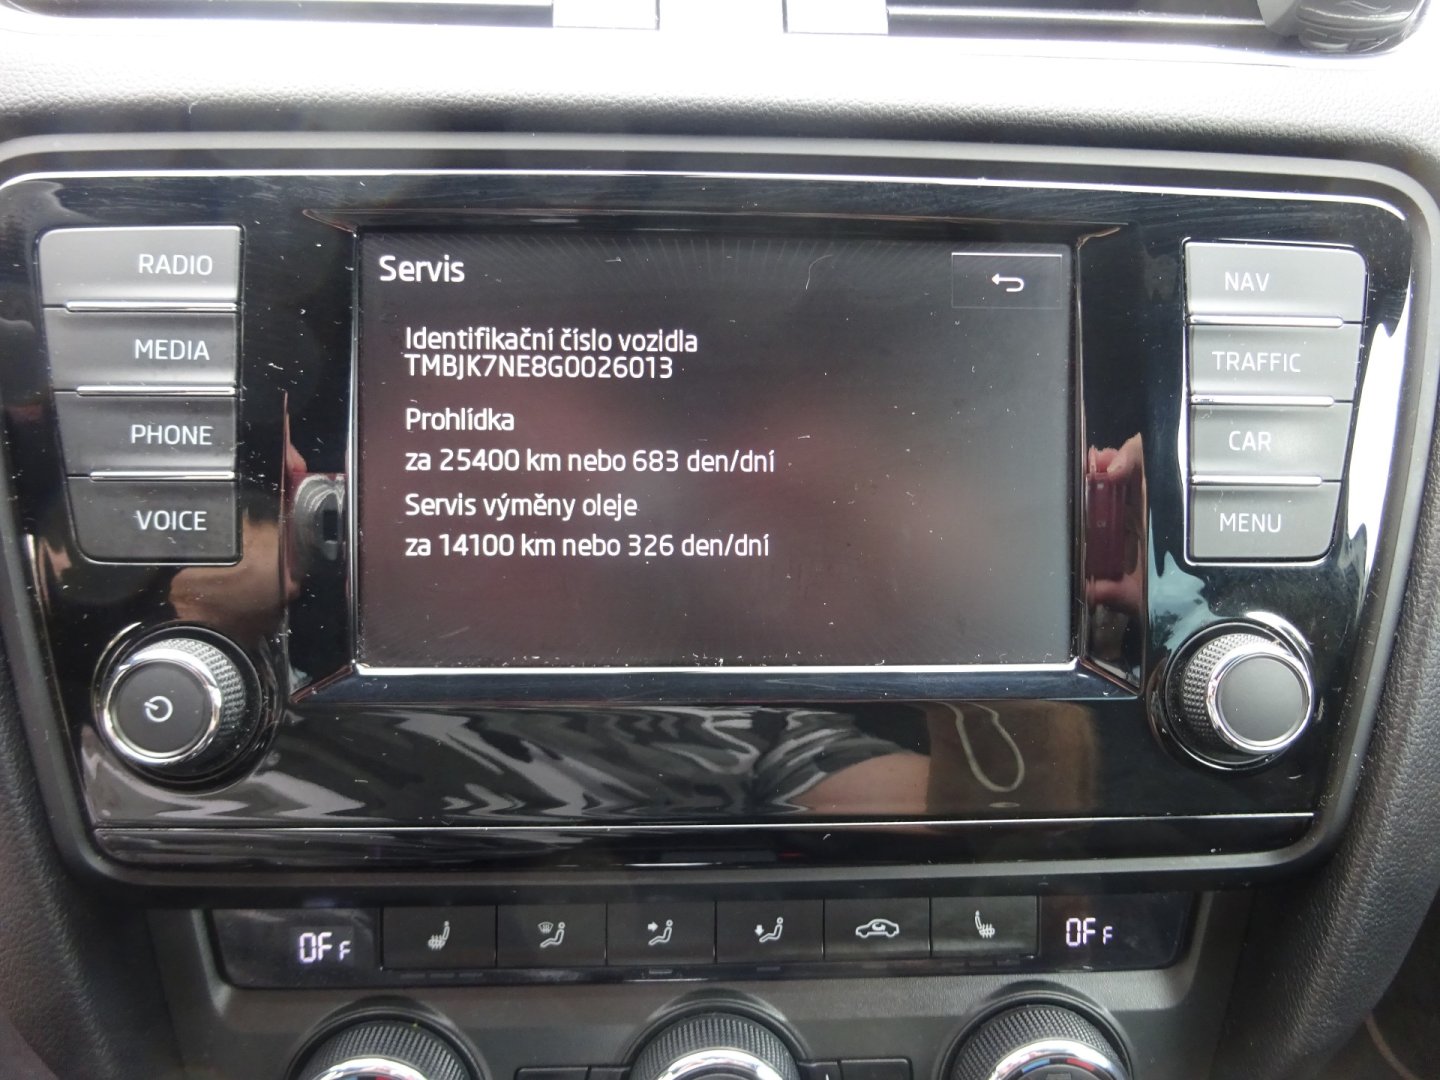 RADIO
MEDIA
PHONE
VOICE
Servis
Identifikační číslo vozidla
TMBJK7NE8G0026013
Prohlídka
za 25400 km nebo 683 den/dní
Servis výměny oleje
za 14100 km nebo 326 den/dní
NAV
TRAFFIC
CAR
MENU
OFF
OFF